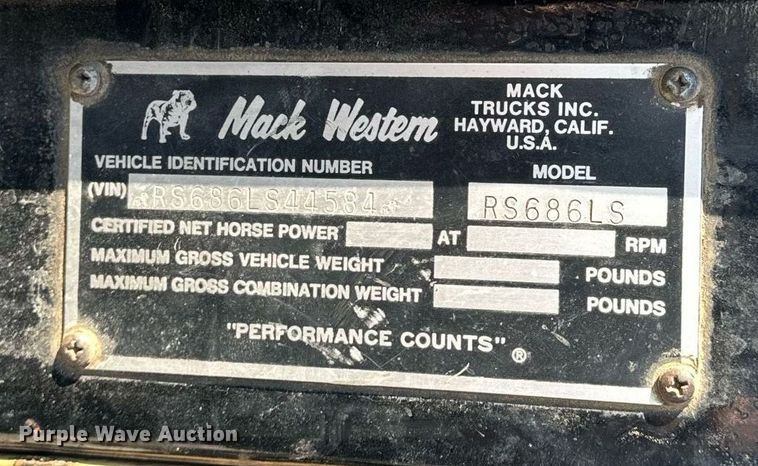 Mack Western
MACK
TRUCKS INC.
HAYWARD, CALIF.
U.S.A.
VEHICLE IDENTIFICATION NUMBER
MODEL
(VIN) *RS686LS44584*
RS686LS
CERTIFIED NET HORSE POWER AT RPM
MAXIMUM GROSS VEHICLE WEIGHT POUNDS
MAXIMUM GROSS COMBINATION WEIGHT POUNDS
"PERFORMANCE COUNTS" ®
Purple Wave Auction